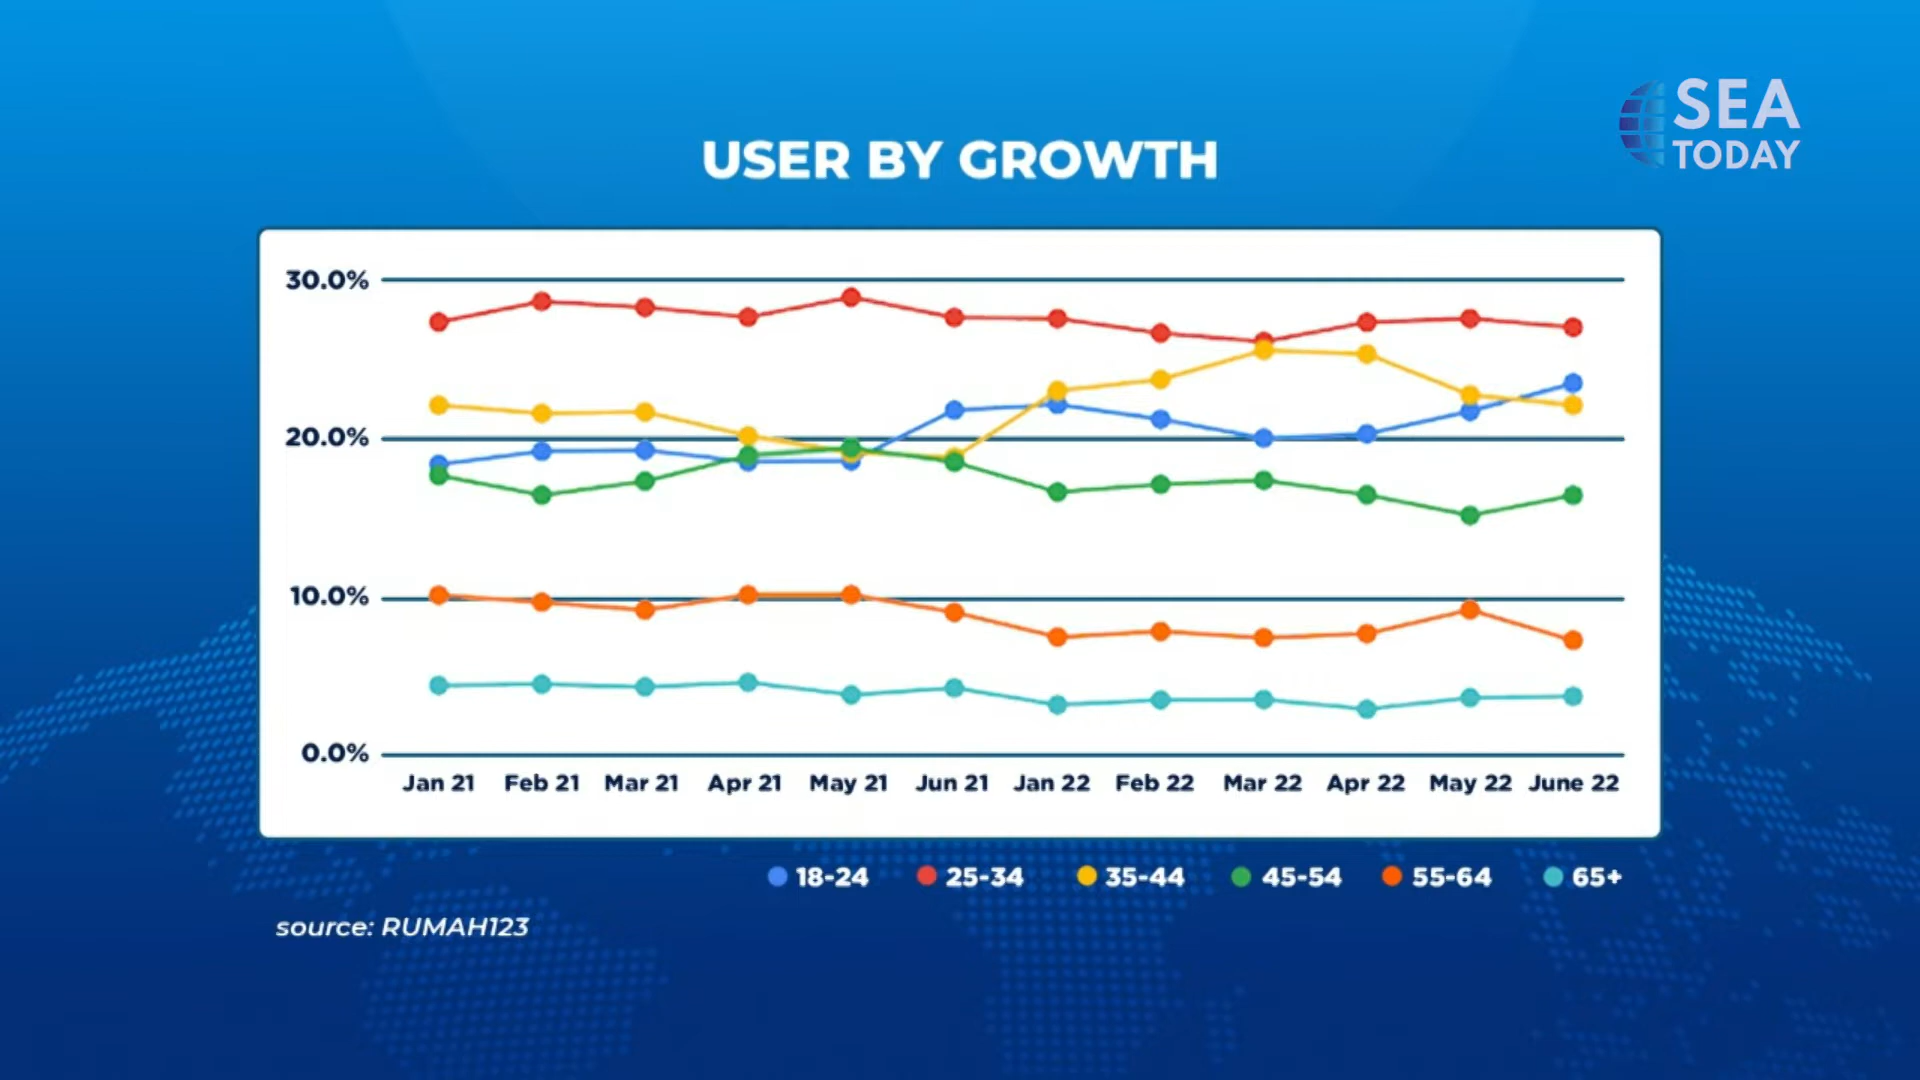 SEA
TODAY
USER BY GROWTH
30.0%
20.0%
10.0%
0.0%
Jan 21 Feb 21 Mar 21 Apr 21 May 21 Jun 21 Jan 22 Feb 22 Mar 22 Apr 22 May 22 June 22
18-24 25-34 35-44 45-54 55-64 65+
source: RUMAH123